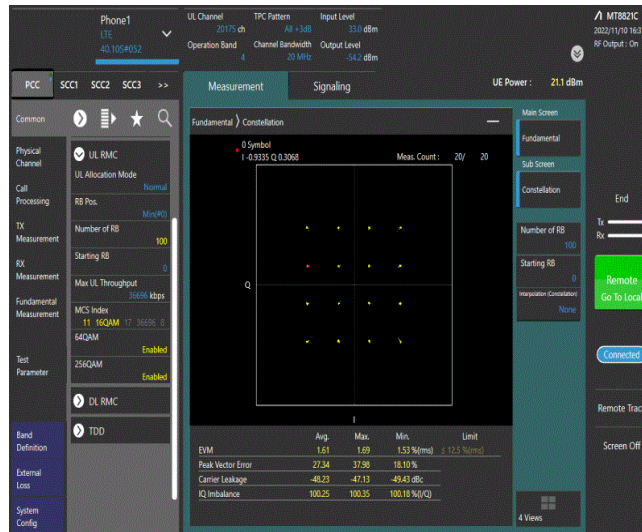 Phone1
LTE
40.105#052
UL Channel
20175 ch
TPC Pattern
All +3dB
Input Level
33.0 dBm
Operation Band
4
Channel Bandwidth
20 MHz
Output Level
-54.2 dBm
MT8821C
2022/11/10 16:3
RF Output : On
PCC SCC1 SCC2 SCC3 >>
Measurement
Signaling
UE Power : 21.1 dBm
Common
Physical
Channel
Call
Processing
TX
Measurement
RX
Measurement
Fundamental
Measurement
Test
Parameter
Band
Definition
External
Loss
System
Config
UL RMC
UL Allocation Mode
Normal
RB Pos.
Min(#0)
Number of RB
100
Starting RB
0
Max UL Throughput
36696 kbps
MCS Index
11 16QAM 17 36696 8
64QAM
Enabled
256QAM
Enabled
DL RMC
TDD
Fundamental ⟩ Constellation
0 Symbol
I -0.9335 Q 0.3068
Meas. Count : 20/ 20
Q
I
Avg. Max. Min. Limit
EVM 1.61 1.69 1.53 %(rms) ≤ 12.5 %(rms)
Peak Vector Error 27.34 37.98 18.10 %
Carrier Leakage -48.23 -47.13 -49.43 dBc
IQ Imbalance 100.25 100.35 100.18 %(I/Q)
Main Screen
Fundamental
Sub Screen
Constellation
Number of RB
100
Starting RB
0
Interpolation (Constellation)
None
4 Views
End
Tx
Rx
Remote
Go To Local
Connected
Remote Trac
Screen Off